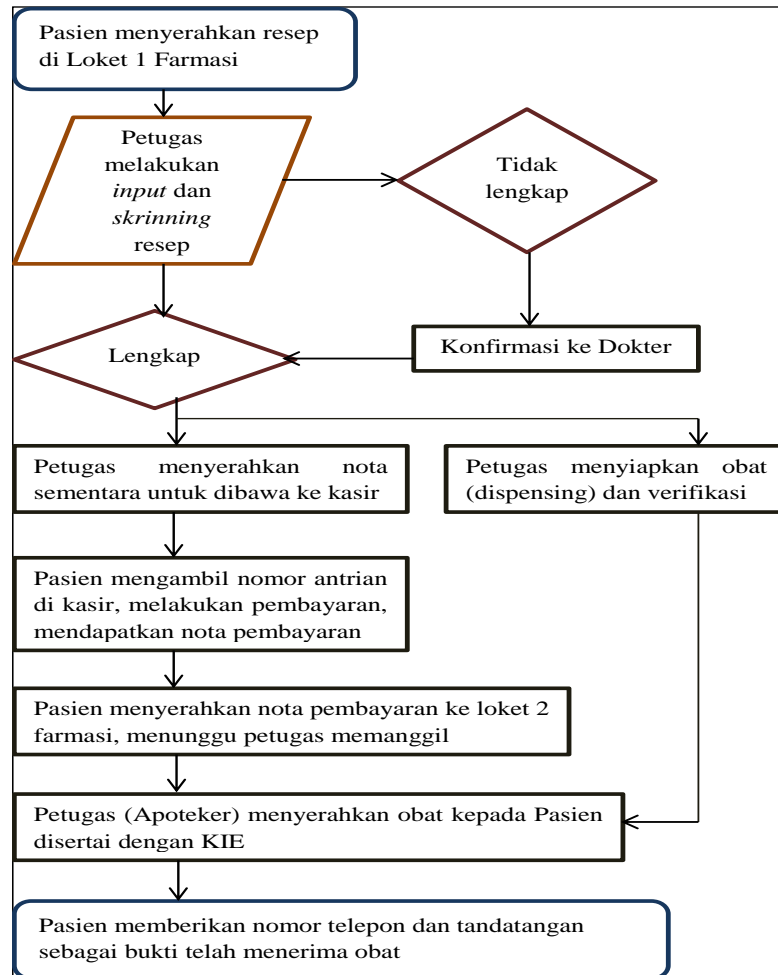 Pasien menyerahkan resep
di Loket 1 Farmasi
Petugas
melakukan
input dan
skrinning
resep
Tidak
lengkap
Lengkap
Konfirmasi ke Dokter
Petugas menyerahkan nota
sementara untuk dibawa ke kasir
Petugas menyiapkan obat
(dispensing) dan verifikasi
Pasien mengambil nomor antrian
di kasir, melakukan pembayaran,
mendapatkan nota pembayaran
Pasien menyerahkan nota pembayaran ke loket 2
farmasi, menunggu petugas memanggil
Petugas (Apoteker) menyerahkan obat kepada Pasien
disertai dengan KIE
Pasien memberikan nomor telepon dan tandatangan
sebagai bukti telah menerima obat